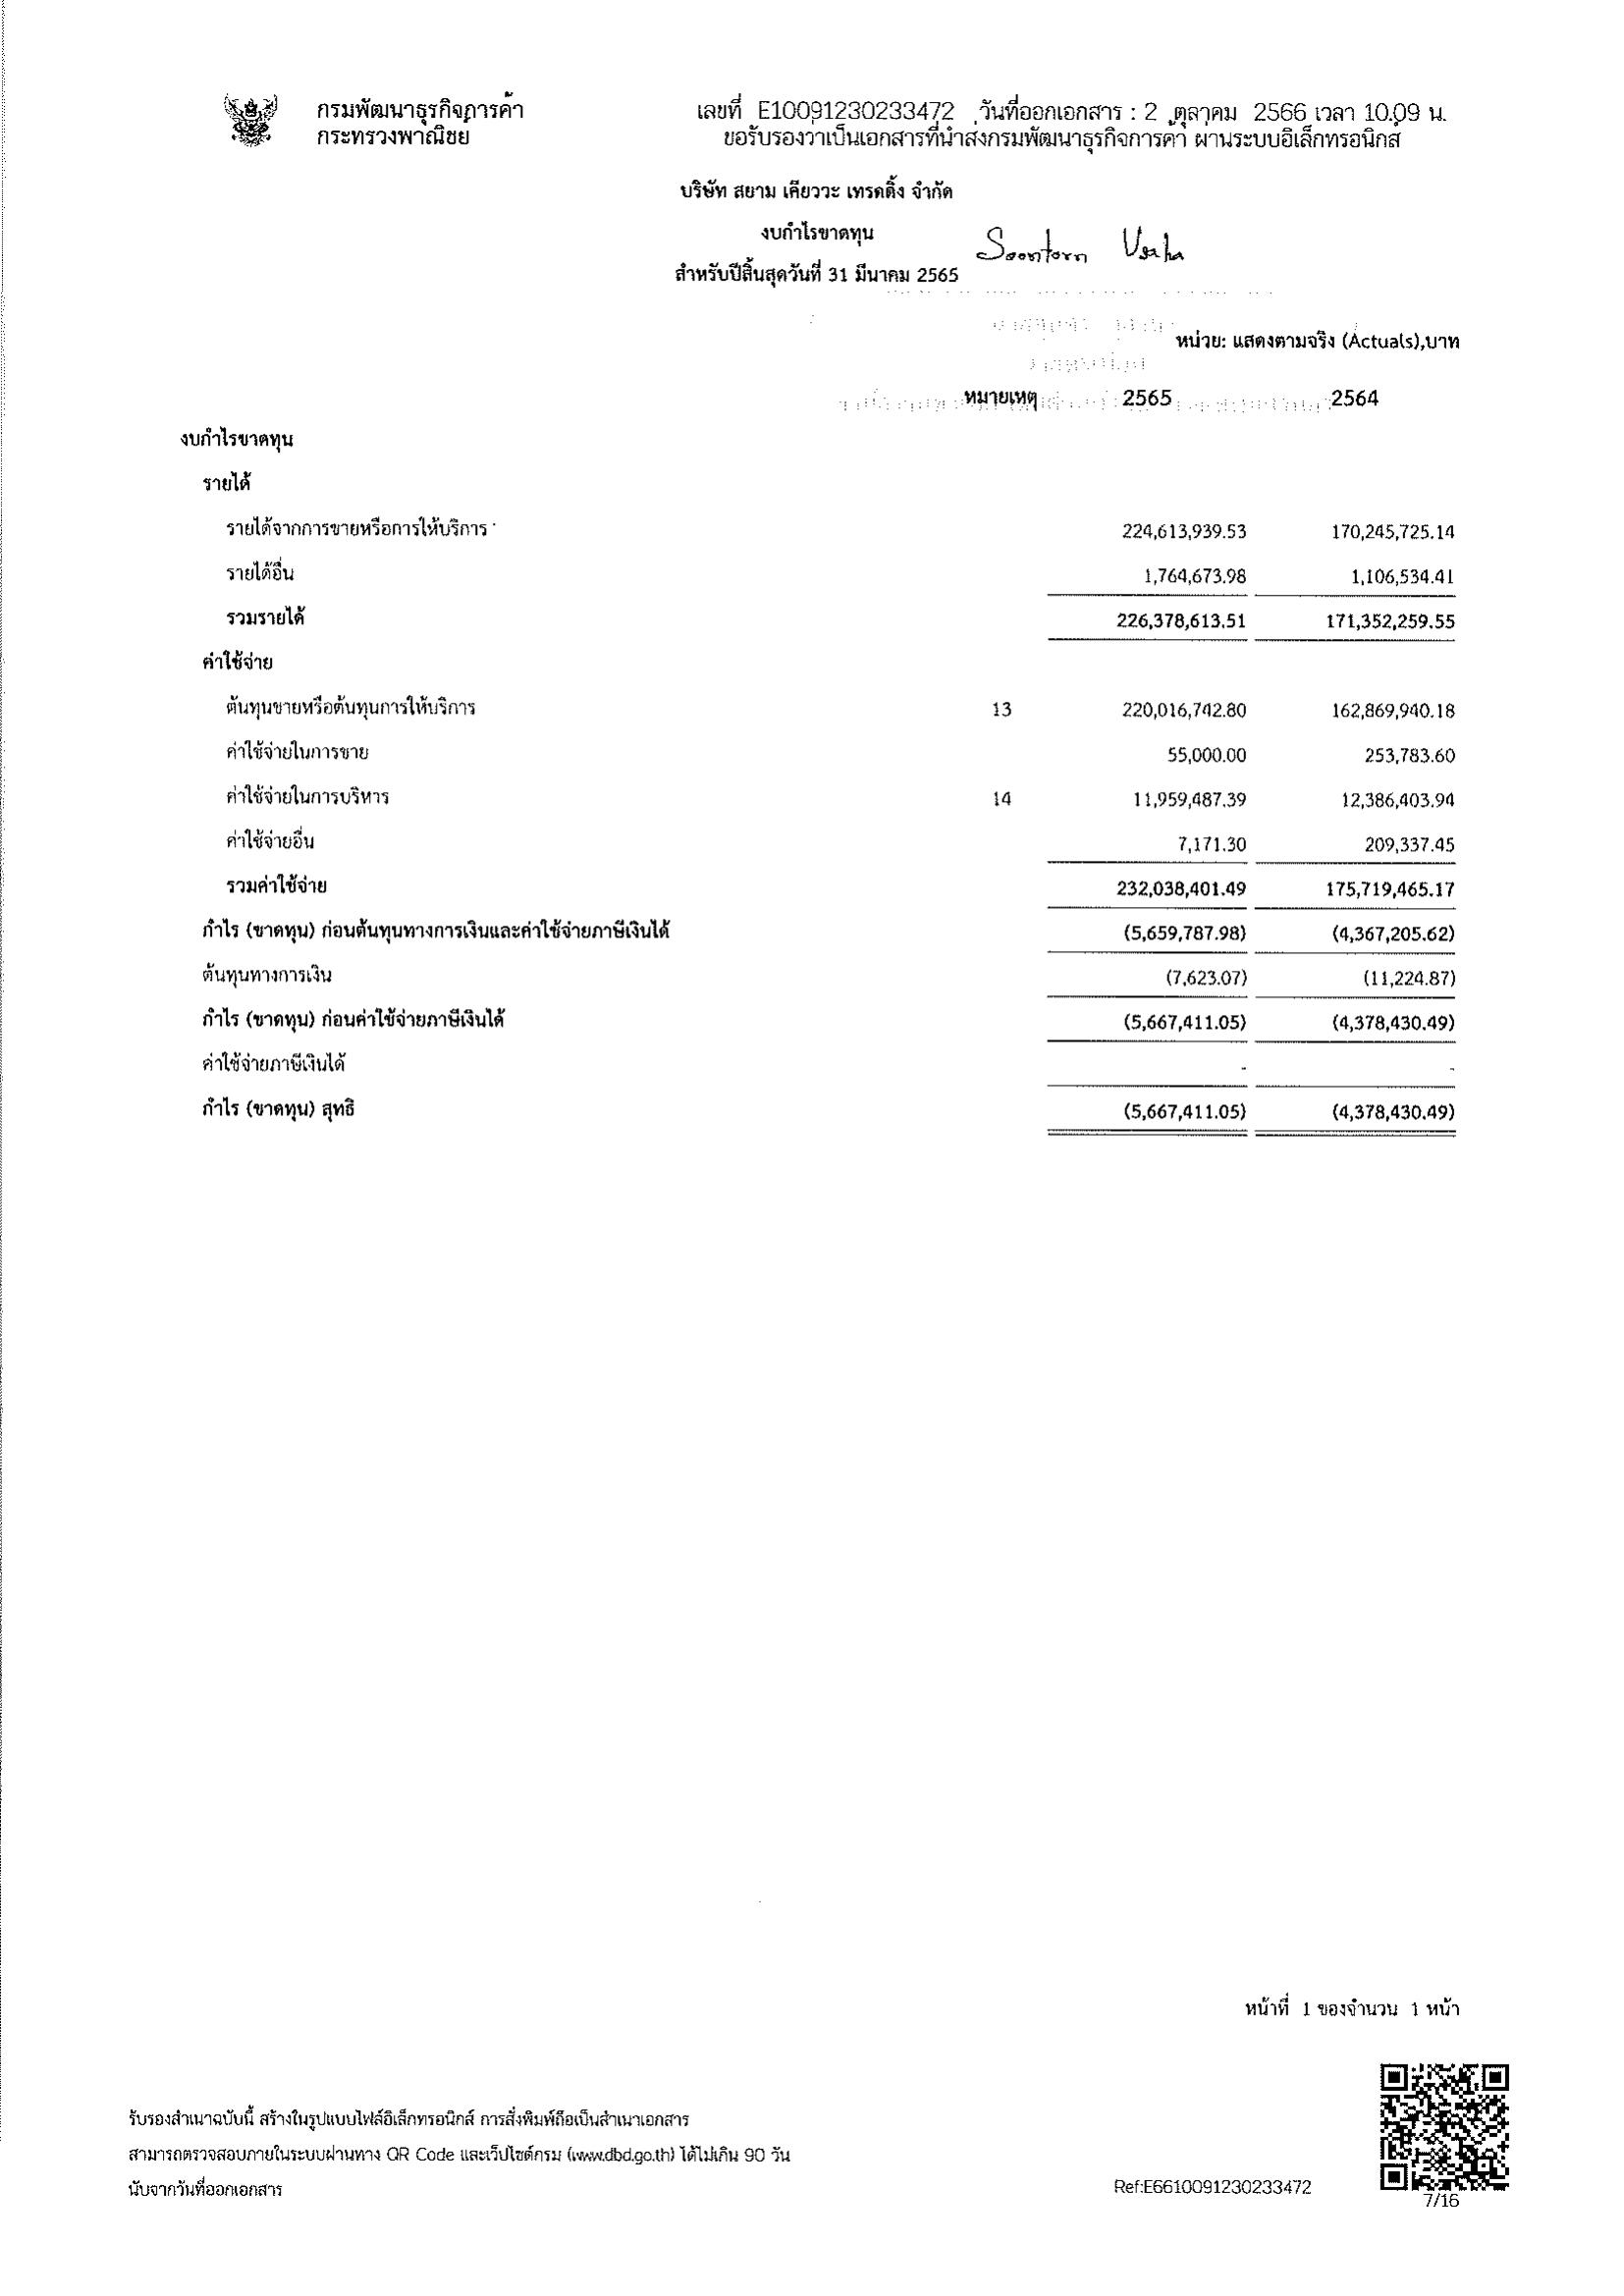 กรมพัฒนาธุรกิจการค้า
กระทรวงพาณิชย์
เลขที่ E10091230233472 วันที่ออกเอกสาร : 2 ตุลาคม 2566 เวลา 10.09 น.
ขอรับรองว่าเป็นเอกสารที่นำส่งกรมพัฒนาธุรกิจการค้า ผ่านระบบอิเล็กทรอนิกส์
บริษัท สยาม เคียววะ เทรดดิ้ง จำกัด
งบกำไรขาดทุน
Soontorn
สำหรับปีสิ้นสุดวันที่ 31 มีนาคม 2565
หน่วย: แสดงตามจริง (Actuals),บาท
หมายเหตุ 2565 2564
งบกำไรขาดทุน
รายได้
รายได้จากการขายหรือการให้บริการ 224,613,939.53 170,245,725.14
รายได้อื่น 1,764,673.98 1,106,534.41
รวมรายได้ 226,378,613.51 171,352,259.55
ค่าใช้จ่าย
ต้นทุนขายหรือต้นทุนการให้บริการ 13 220,016,742.80 162,869,940.18
ค่าใช้จ่ายในการขาย 55,000.00 253,783.60
ค่าใช้จ่ายในการบริหาร 14 11,959,487.39 12,386,403.94
ค่าใช้จ่ายอื่น 7,171.30 209,337.45
รวมค่าใช้จ่าย 232,038,401.49 175,719,465.17
กำไร (ขาดทุน) ก่อนต้นทุนทางการเงินและค่าใช้จ่ายภาษีเงินได้ (5,659,787.98) (4,367,205.62)
ต้นทุนทางการเงิน (7,623.07) (11,224.87)
กำไร (ขาดทุน) ก่อนค่าใช้จ่ายภาษีเงินได้ (5,667,411.05) (4,378,430.49)
ค่าใช้จ่ายภาษีเงินได้ - -
กำไร (ขาดทุน) สุทธิ (5,667,411.05) (4,378,430.49)
หน้าที่ 1 ของจำนวน 1 หน้า
รับรองสำเนาฉบับนี้ สร้างในรูปแบบไฟล์อิเล็กทรอนิกส์ การสั่งพิมพ์ถือเป็นสำเนาเอกสาร
สามารถตรวจสอบภายในระบบผ่านทาง QR Code และเว็บไซต์กรม (www.dbd.go.th) ได้ไม่เกิน 90 วัน
นับจากวันที่ออกเอกสาร
Ref:E6610091230233472
7/16